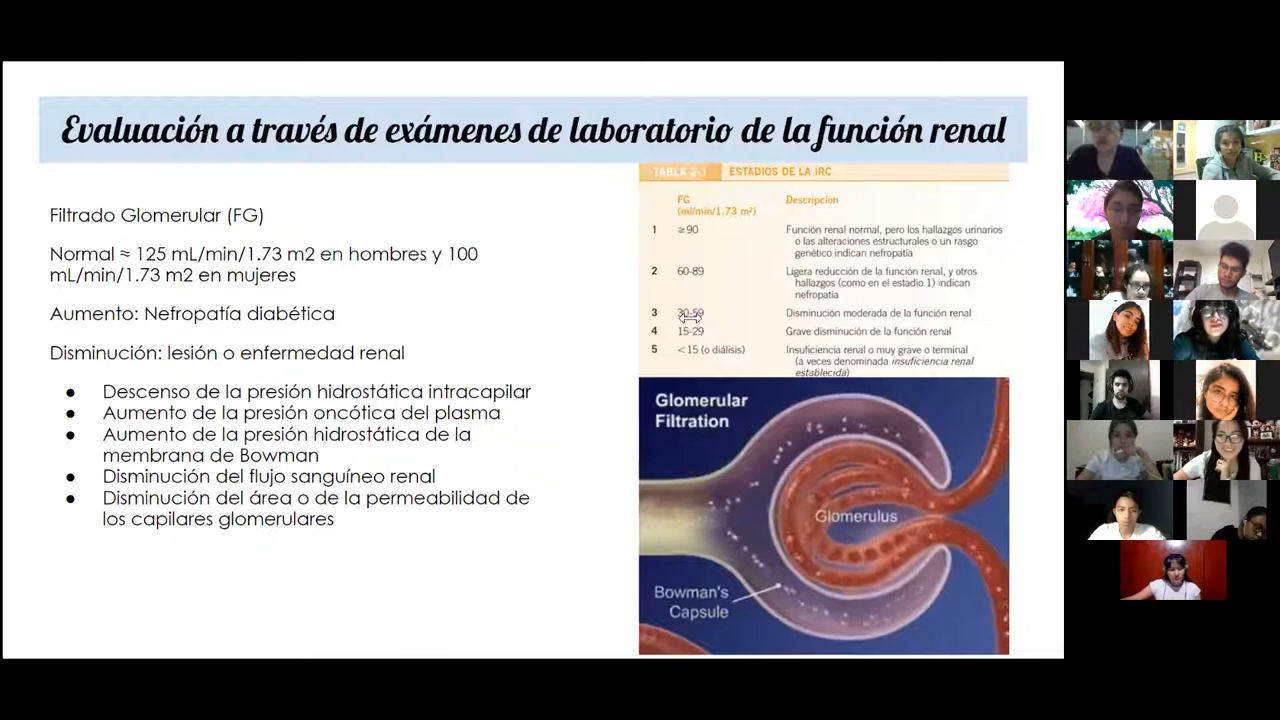 Evaluación a través de exámenes de laboratorio de la función renal
Filtrado Glomerular (FG)
Normal ≈ 125 mL/min/1.73 m2 en hombres y 100
mL/min/1.73 m2 en mujeres
Aumento: Nefropatía diabética
Disminución: lesión o enfermedad renal
● Descenso de la presión hidrostática intracapilar
● Aumento de la presión oncótica del plasma
● Aumento de la presión hidrostática de la
membrana de Bowman
● Disminución del flujo sanguíneo renal
● Disminución del área o de la permeabilidad de
los capilares glomerulares
TABLA 2-1 ESTADIOS DE LA IRC
FG
(ml/min/1,73 m²)
Descripción
1 ≥90 Función renal normal, pero los hallazgos urinarios
o las alteraciones estructurales o un rasgo
genético indican nefropatía
2 60-89 Ligera reducción de la función renal, y otros
hallazgos (como en el estadio 1) indican
nefropatía
3 30-59 Disminución moderada de la función renal
4 15-29 Grave disminución de la función renal
5 <15 (o diálisis) Insuficiencia renal o muy grave o terminal
(a veces denominada insuficiencia renal
establecida)
Glomerular
Filtration
Glomerulus
Bowman's
Capsule